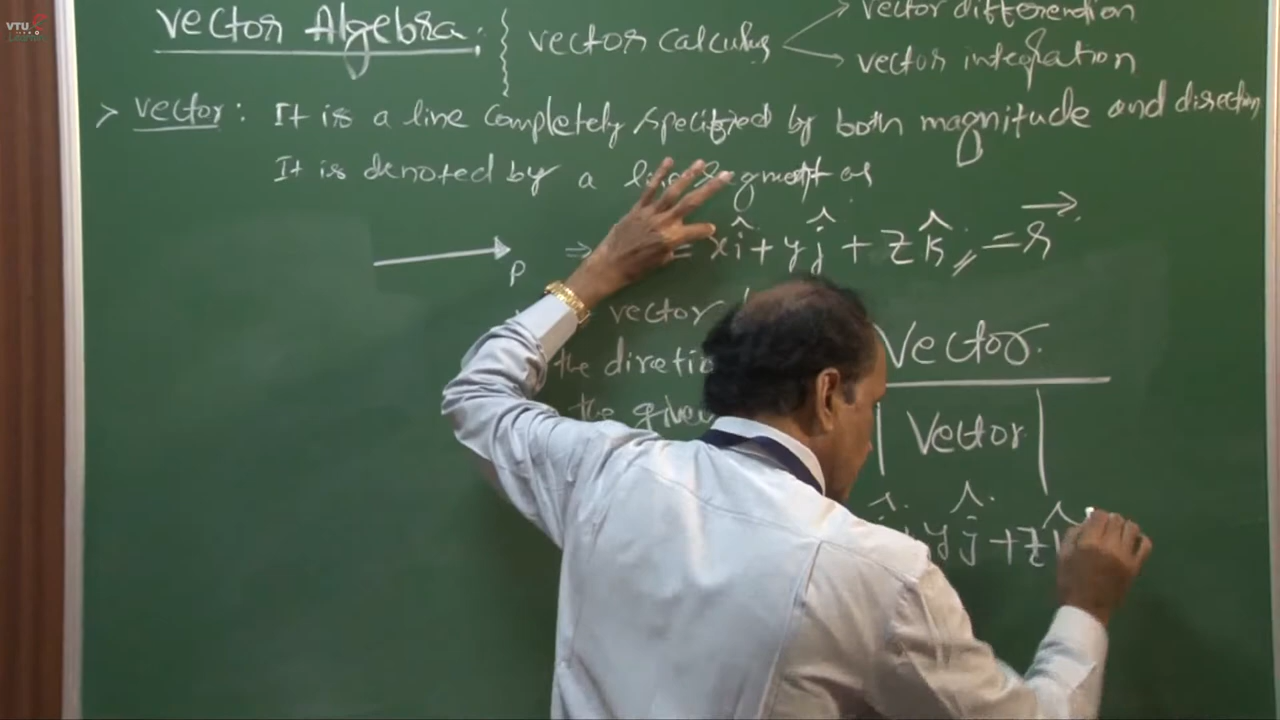 VTU
vector Algebra : } vector calculus
vector differention
vector integration
> vector : It is a line completely specified by both magnitude and direction
It is denoted by a line segment as
P ⇒ = xî + yĵ + zk̂ , = r⃗
vector
the directio
the given
Vector.
| Vector |
yĵ + z